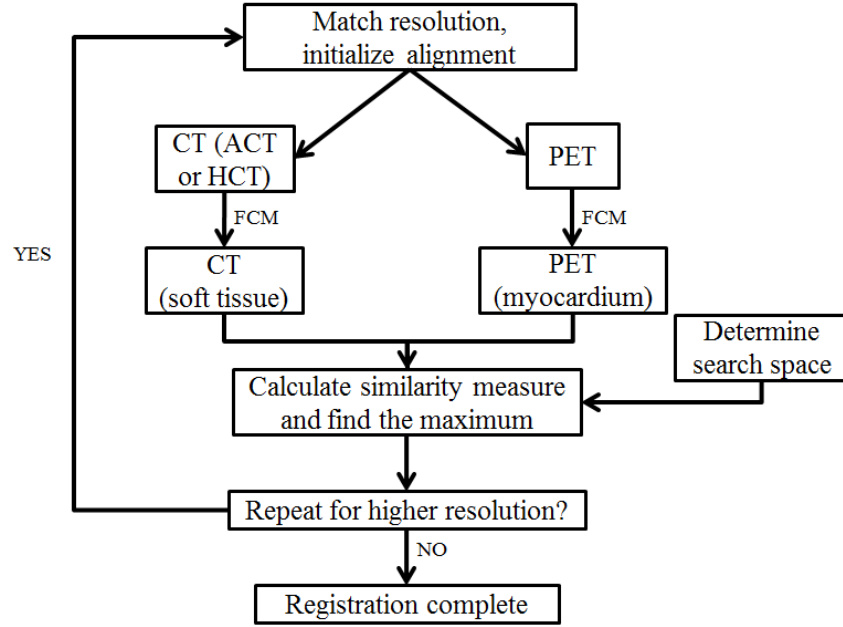 Match resolution,
initialize alignment
CT (ACT
or HCT)
PET
FCM
FCM
YES
CT
(soft tissue)
PET
(myocardium)
Determine
search space
Calculate similarity measure
and find the maximum
Repeat for higher resolution?
NO
Registration complete